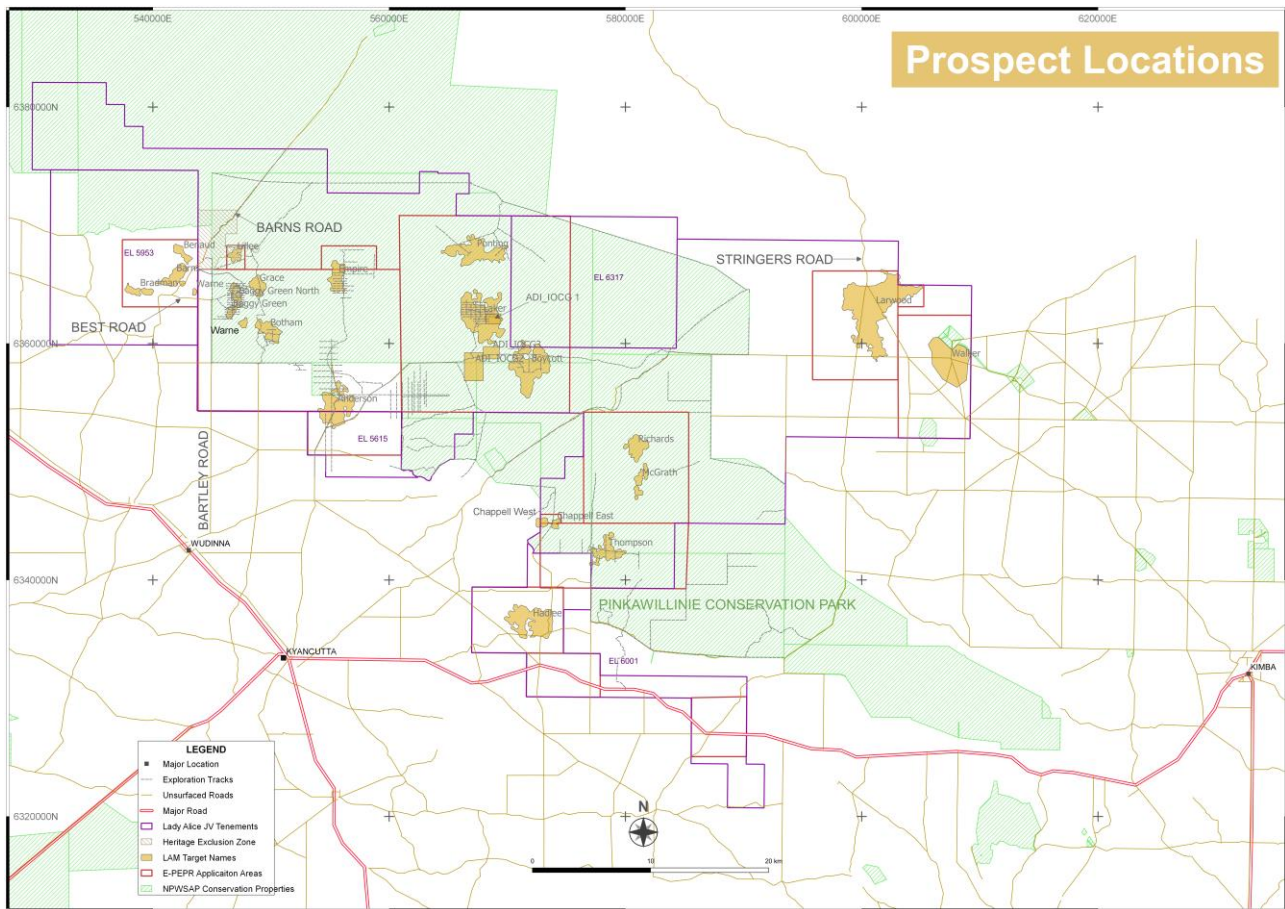 540000E
560000E
580000E
600000E
620000E
Prospect Locations
6380000N
BARNS ROAD
EL 5953
Benaud
Lillee
Ponting
STRINGERS ROAD
EL 6317
Barns
Empire
Bradman
Warne
Grace
Baggy Green North
Baggy Green
ADI_IOCG 1
Larwood
BEST ROAD
Warne
Botham
6360000N
ADI_IOCG2
Boycott
Walker
Anderson
EL 5615
BARTLEY ROAD
Richards
McGrath
Chappell West
Chappell East
WUDINNA
Thompson
6340000N
PINKAWILLINIE CONSERVATION PARK
Hadlee
KYANCUTTA
EL 6001
KIMBA
LEGEND
Major Location
Exploration Tracks
Unsurfaced Roads
Major Road
Lady Alice JV Tenements
Heritage Exclusion Zone
LAM Target Names
E-PEPR Applicaiton Areas
NPWSAP Conservation Properties
6320000N
N
0 10 20 km